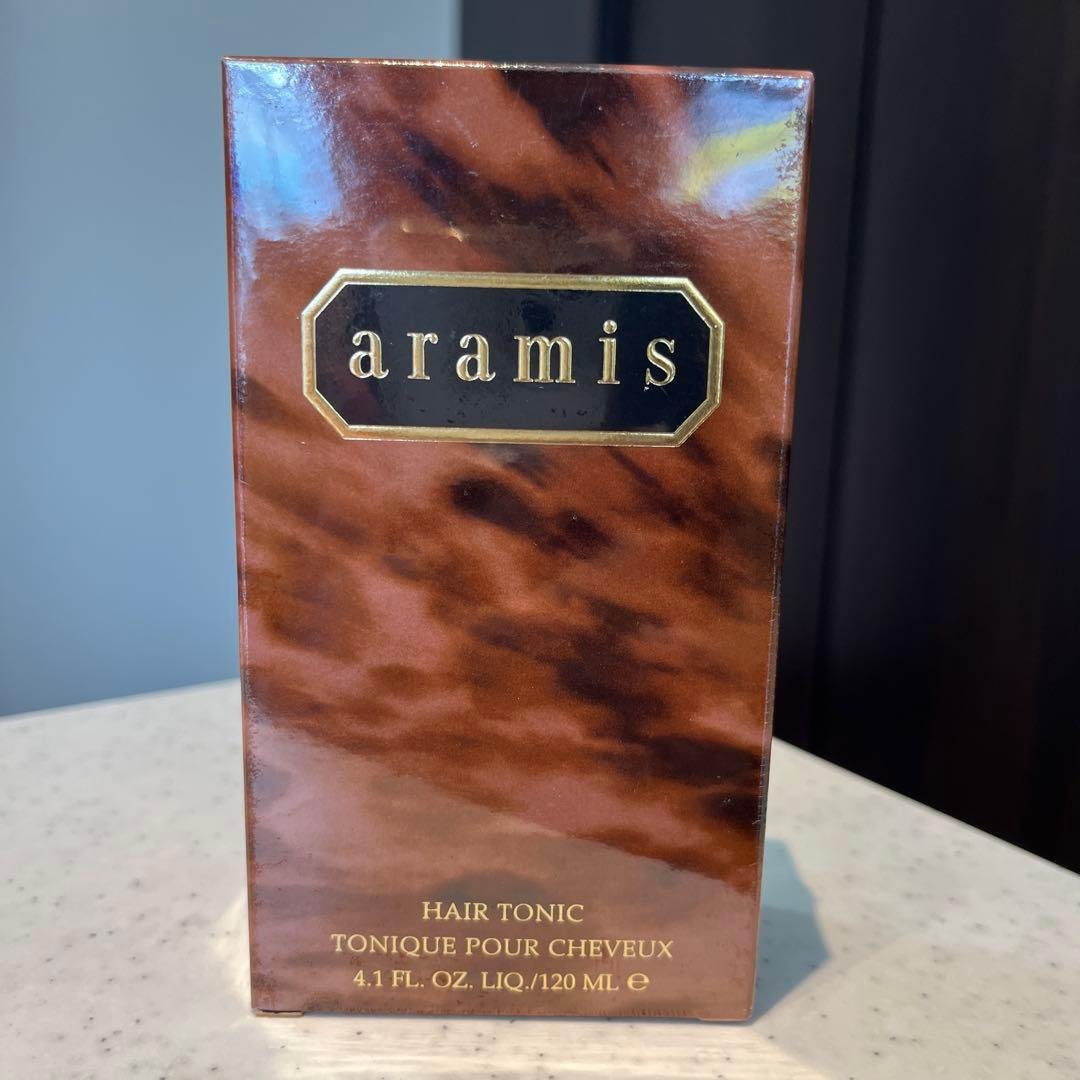 aramis
HAIR TONIC
TONIQUE POUR CHEVEUX
4.1 FL. OZ. LIQ./120 ML ℮